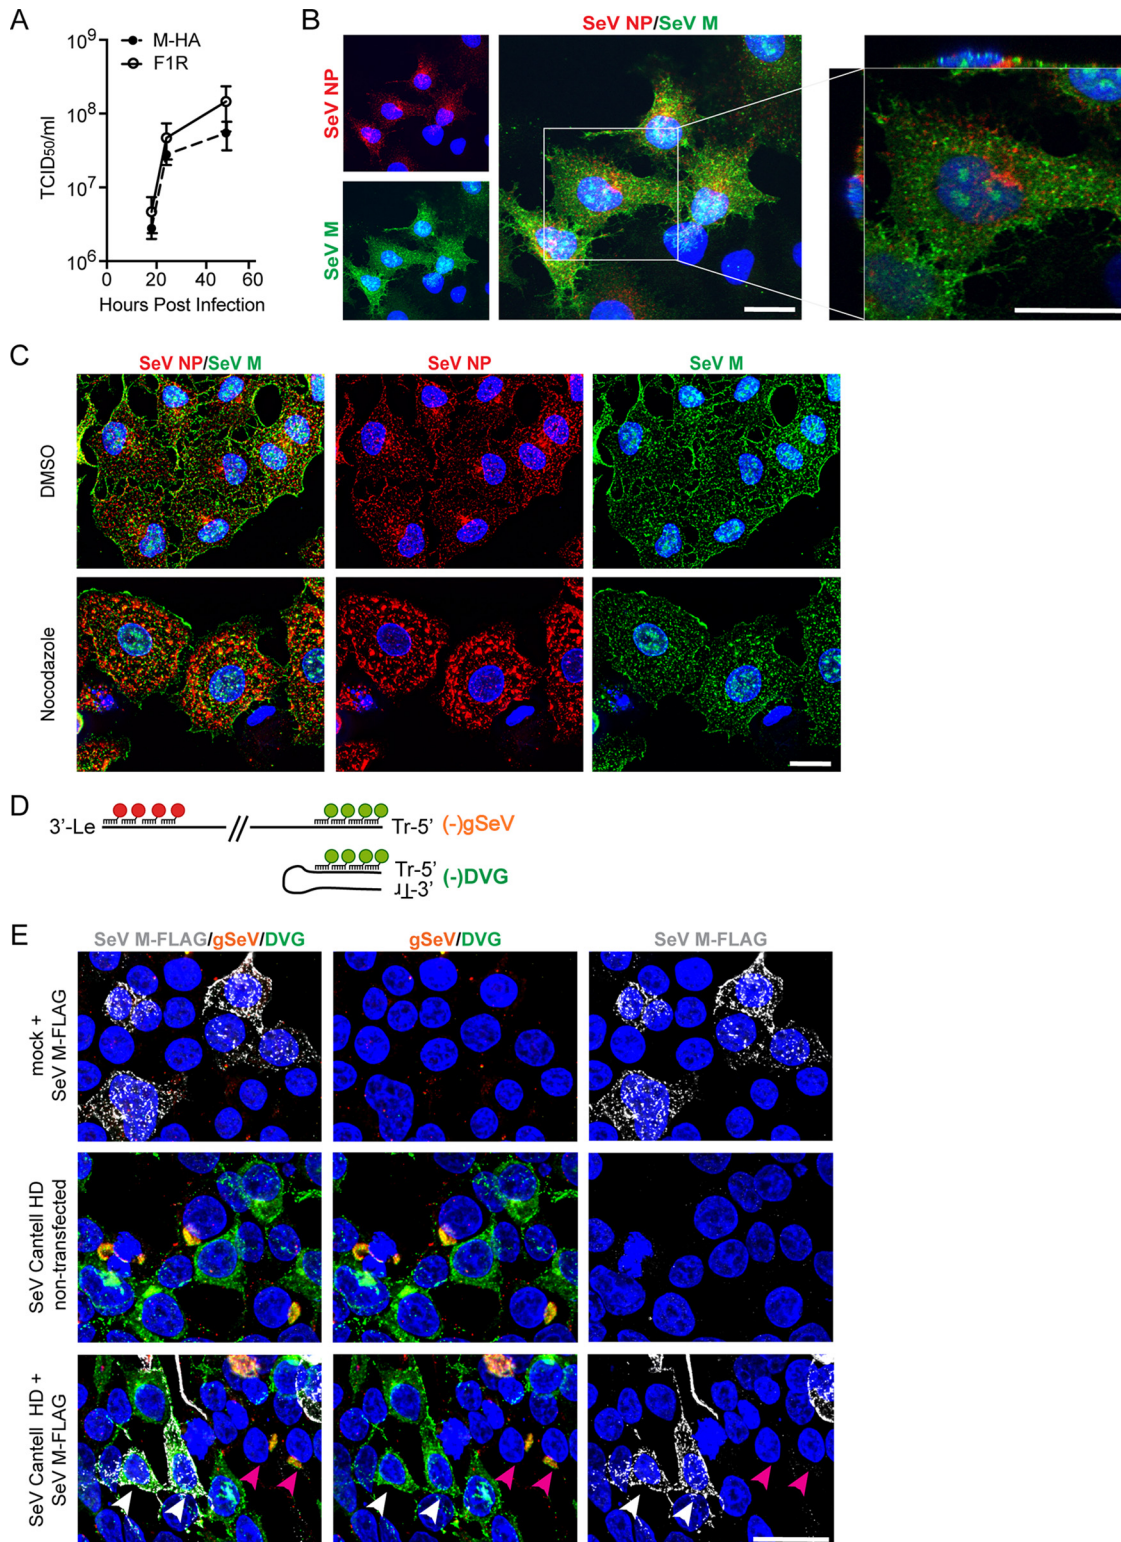 A
10⁹
10⁸
10⁷
10⁶
TCID₅₀/ml
M-HA
F1R
0 20 40 60
Hours Post Infection
B
SeV NP/SeV M
SeV NP
SeV M
C
SeV NP/SeV M
SeV NP
SeV M
DMSO
Nocodazole
D
3'-Le
Tr-5' (-)gSeV
Tr-5'
-3'
(-)DVG
E
SeV M-FLAG/gSeV/DVG
gSeV/DVG
SeV M-FLAG
mock +
SeV M-FLAG
SeV Cantell HD
non-transfected
SeV Cantell HD +
SeV M-FLAG